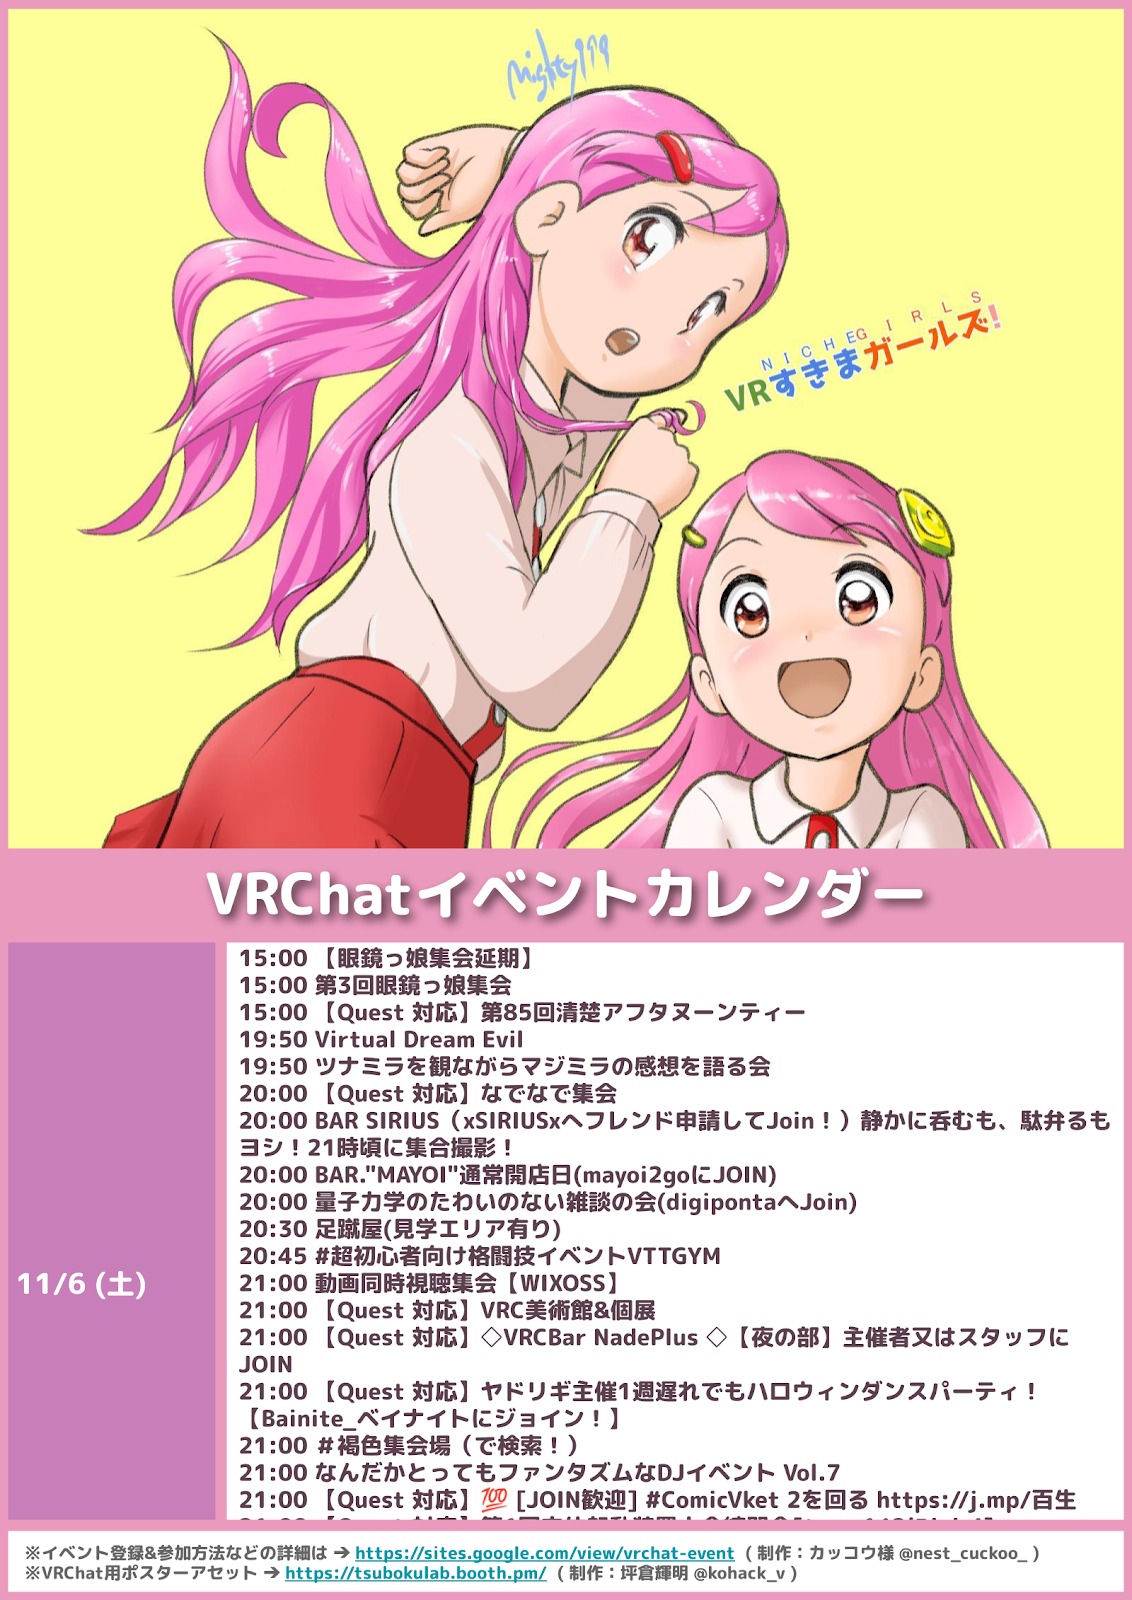 mighty199
NICHE GIRLS
VRすきまガールズ!
VRChatイベントカレンダー
11/6 (土)
15:00 【眼鏡っ娘集会延期】
15:00 第3回眼鏡っ娘集会
15:00 【Quest 対応】第85回清楚アフタヌーンティー
19:50 Virtual Dream Evil
19:50 ツナミラを観ながらマジミラの感想を語る会
20:00 【Quest 対応】なでなで集会
20:00 BAR SIRIUS（xSIRIUSxへフレンド申請してJoin！）静かに呑むも、駄弁るも
ヨシ！21時頃に集合撮影！
20:00 BAR."MAYOI"通常開店日(mayoi2goにJOIN)
20:00 量子力学のたわいのない雑談の会(digipontaへJoin)
20:30 足蹴屋(見学エリア有り)
20:45 #超初心者向け格闘技イベントVTTGYM
21:00 動画同時視聴集会【WIXOSS】
21:00 【Quest 対応】VRC美術館&個展
21:00 【Quest 対応】◇VRCBar NadePlus ◇【夜の部】主催者又はスタッフに
JOIN
21:00 【Quest 対応】ヤドリギ主催1週遅れでもハロウィンダンスパーティ！
【Bainite_ベイナイトにジョイン！】
21:00 ＃褐色集会場（で検索！）
21:00 なんだかとってもファンタズムなDJイベント Vol.7
21:00 【Quest 対応】💯 [JOIN歓迎] #ComicVket 2を回る https://j.mp/百生
21:00 【Quest 対応】
※イベント登録&参加方法などの詳細は ➔ https://sites.google.com/view/vrchat-event （制作：カッコウ様 @nest_cuckoo_ ）
※VRChat用ポスターアセット ➔ https://tsubokulab.booth.pm/ （制作：坪倉輝明 @kohack_v ）